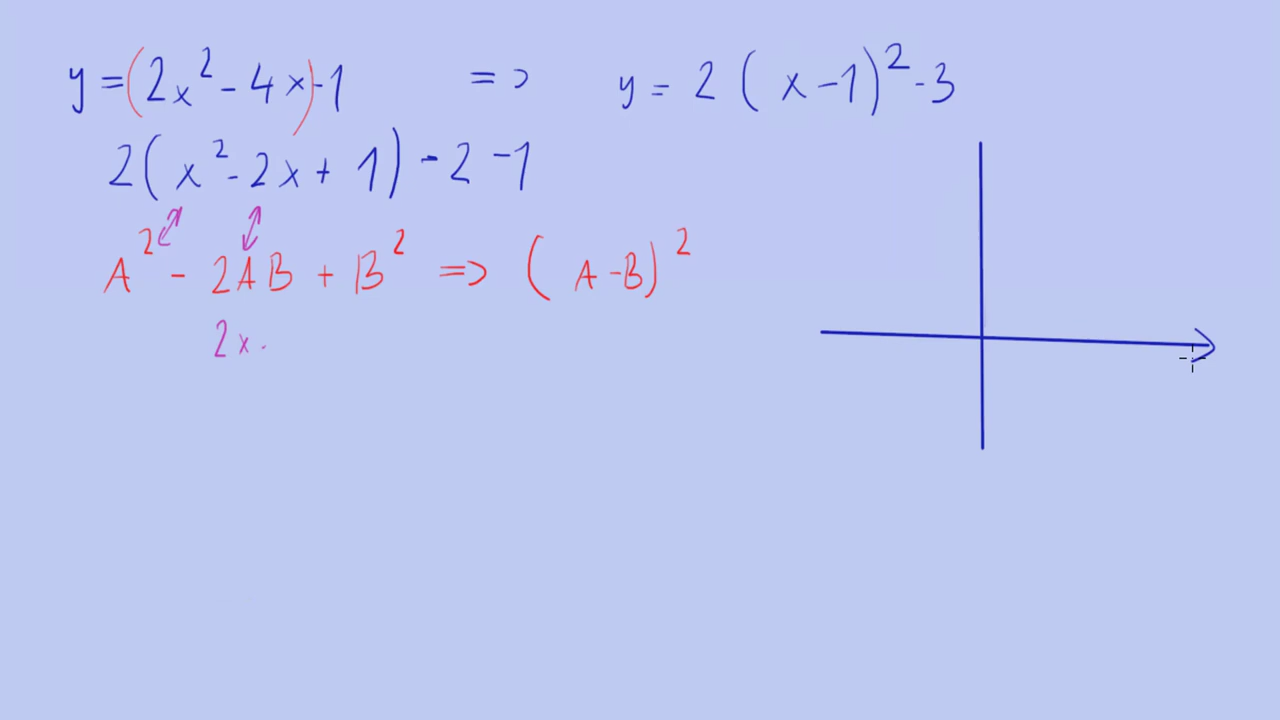 y = (2x² - 4x) - 1 => y = 2 ( x - 1)² - 3
2( x² - 2x + 1) - 2 - 1
A² - 2AB + B² => ( A - B)²
2x .